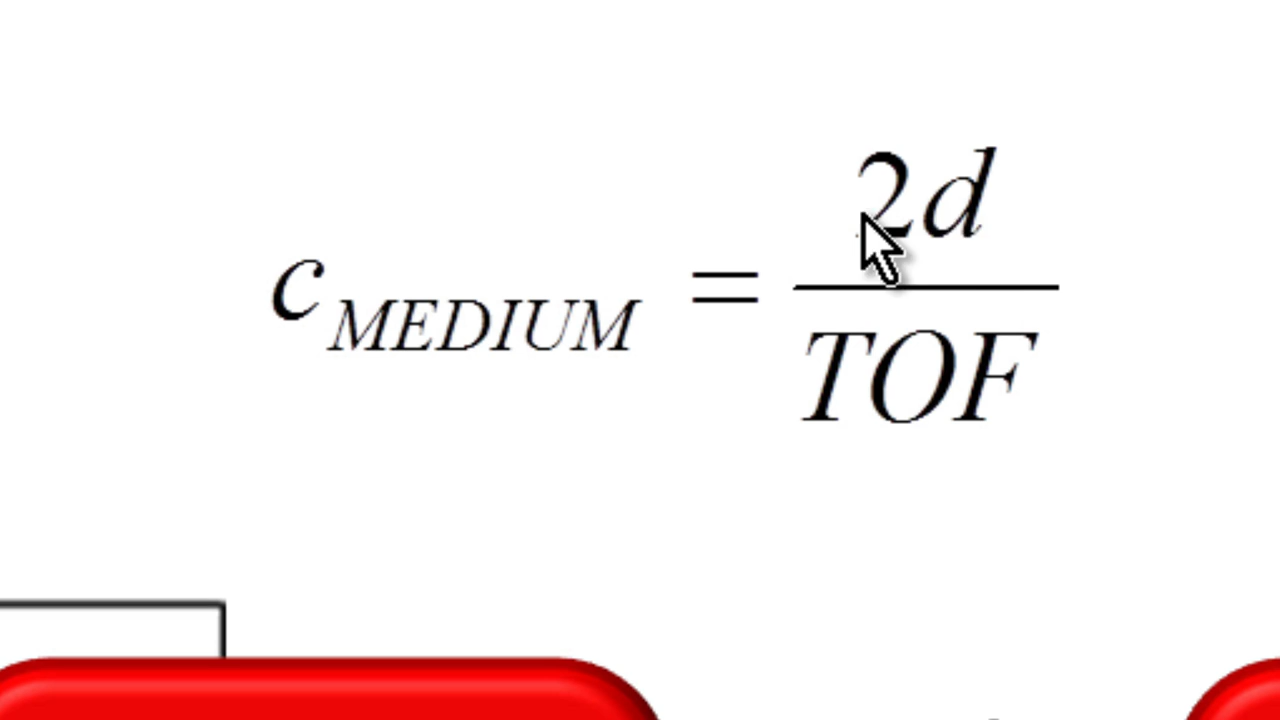 c_MEDIUM = 2d / TOF